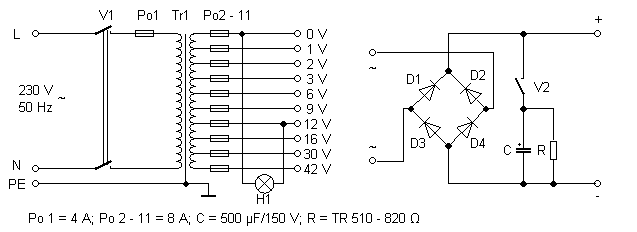 V1 Po1 Tr1 Po2 - 11
L
0 V
1 V
2 V
3 V
6 V
9 V
12 V
16 V
30 V
42 V
230 V
50 Hz ~
N
PE
H1
~
~
D1
D2
D3
D4
V2
C
+
R
+
-
Po 1 = 4 A; Po 2 - 11 = 8 A; C = 500 µF/150 V; R = TR 510 - 820 Ω